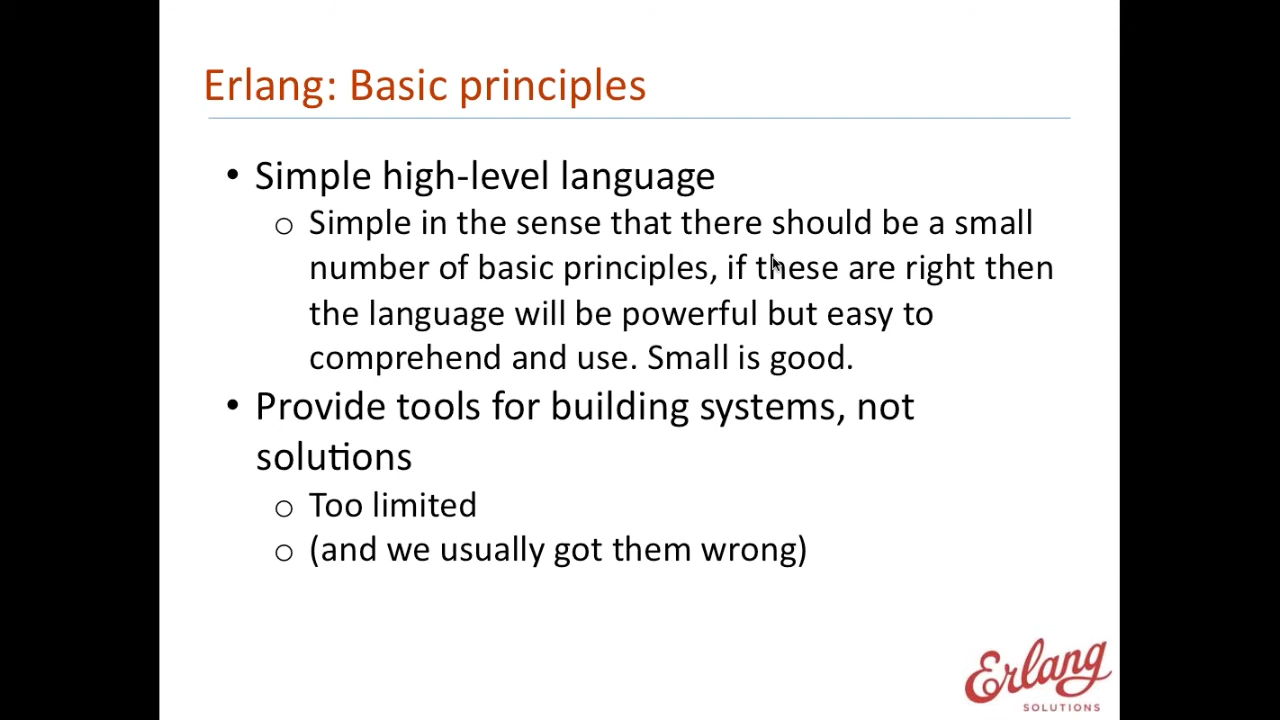 Erlang: Basic principles
• Simple high-level language
o Simple in the sense that there should be a small
number of basic principles, if these are right then
the language will be powerful but easy to
comprehend and use. Small is good.
• Provide tools for building systems, not
solutions
o Too limited
o (and we usually got them wrong)
Erlang
SOLUTIONS